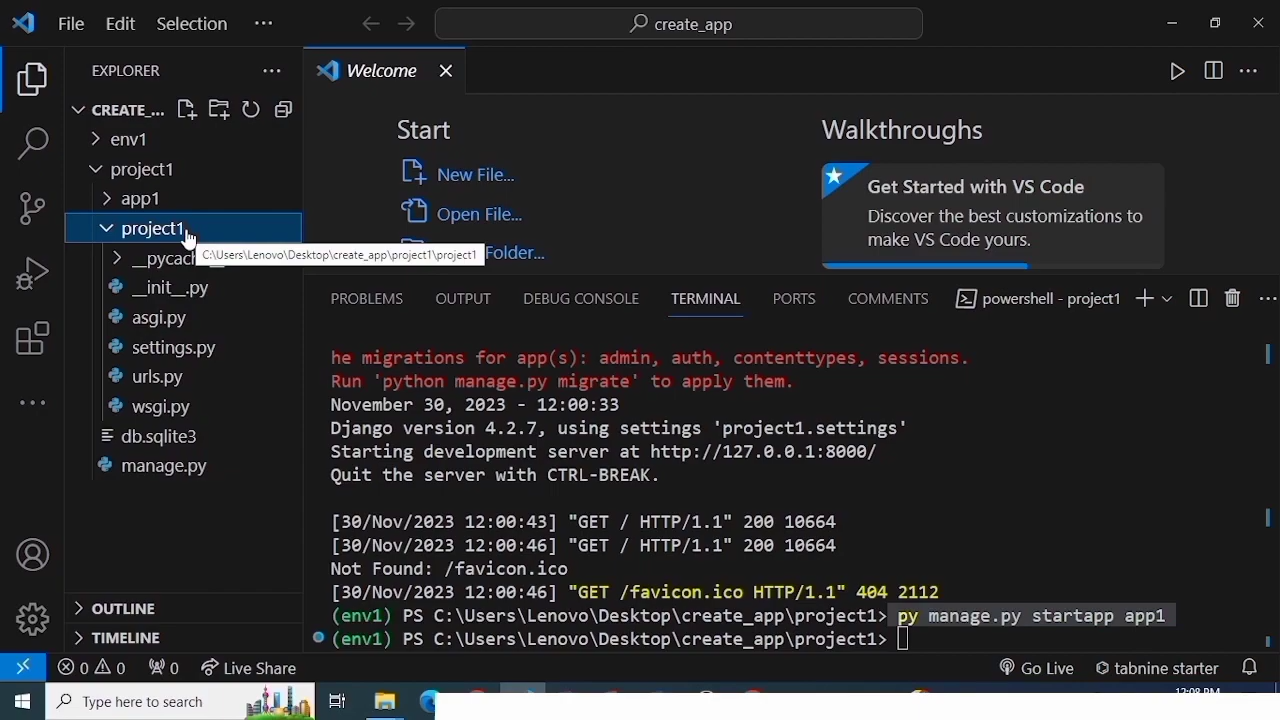 File Edit Selection ···
create_app
EXPLORER
CREATE_...
env1
project1
app1
project1
C:\Users\Lenovo\Desktop\create_app\project1\project1
__init__.py
asgi.py
settings.py
urls.py
wsgi.py
db.sqlite3
manage.py
OUTLINE
TIMELINE
Welcome
Start
New File...
Open File...
Folder...
Walkthroughs
Get Started with VS Code
Discover the best customizations to
make VS Code yours.
PROBLEMS OUTPUT DEBUG CONSOLE TERMINAL PORTS COMMENTS powershell - project1
he migrations for app(s): admin, auth, contenttypes, sessions.
Run 'python manage.py migrate' to apply them.
November 30, 2023 - 12:00:33
Django version 4.2.7, using settings 'project1.settings'
Starting development server at http://127.0.0.1:8000/
Quit the server with CTRL-BREAK.
[30/Nov/2023 12:00:43] "GET / HTTP/1.1" 200 10664
[30/Nov/2023 12:00:46] "GET / HTTP/1.1" 200 10664
Not Found: /favicon.ico
[30/Nov/2023 12:00:46] "GET /favicon.ico HTTP/1.1" 404 2112
(env1) PS C:\Users\Lenovo\Desktop\create_app\project1> py manage.py startapp app1
(env1) PS C:\Users\Lenovo\Desktop\create_app\project1>
0 0 0 Live Share Go Live tabnine starter
Type here to search